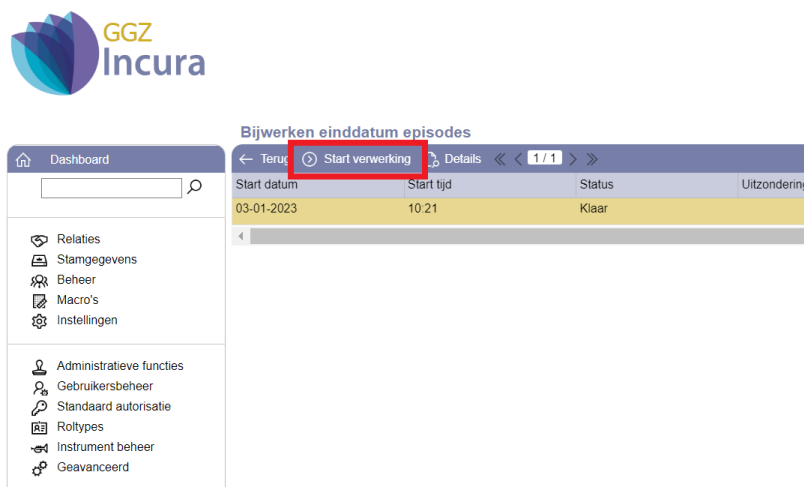 GGZ
Incura
Bijwerken einddatum episodes
Dashboard
Terug Start verwerking Details 1 / 1
Start datum Start tijd Status Uitzondering
03-01-2023 10:21 Klaar
Relaties
Stamgegevens
Beheer
Macro's
Instellingen
Administratieve functies
Gebruikersbeheer
Standaard autorisatie
Roltypes
Instrument beheer
Geavanceerd